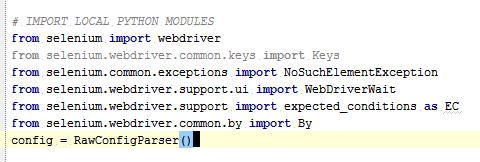 # IMPORT LOCAL PYTHON MODULES
from selenium import webdriver
from selenium.webdriver.common.keys import Keys
from selenium.common.exceptions import NoSuchElementException
from selenium.webdriver.support.ui import WebDriverWait
from selenium.webdriver.support import expected_conditions as EC
from selenium.webdriver.common.by import By
config = RawConfigParser()